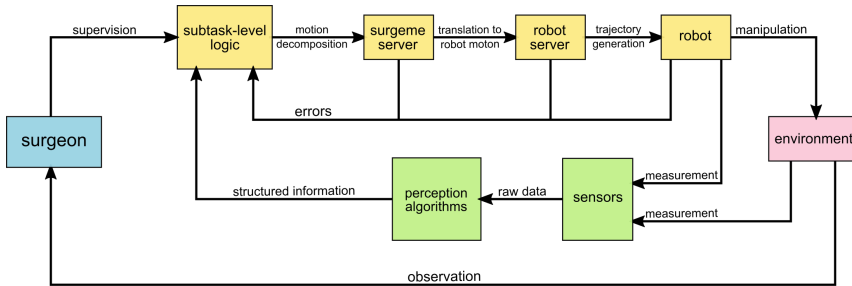 supervision
subtask-level
logic
motion
decomposition
surgeme
server
translation to
robot moton
robot
server
trajectory
generation
robot
manipulation
errors
surgeon
environment
measurement
structured information
perception
algorithms
raw data
sensors
measurement
observation